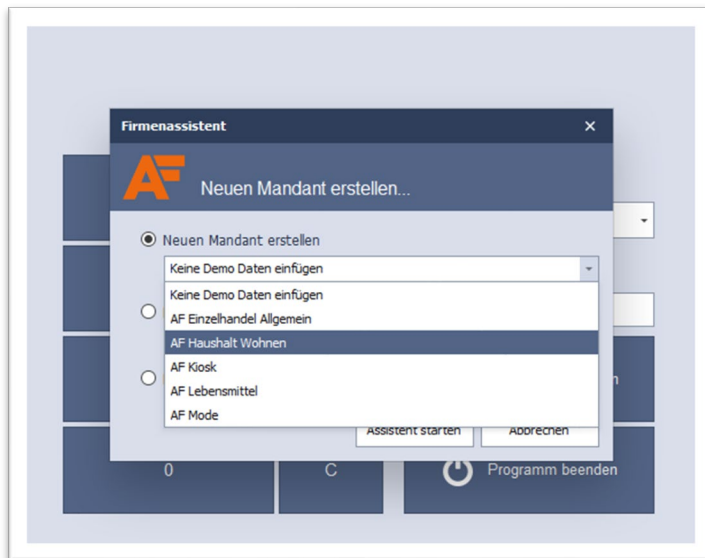 Firmenassistent
AF
Neuen Mandant erstellen...
Neuen Mandant erstellen
Keine Demo Daten einfügen
Keine Demo Daten einfügen
AF Einzelhandel Allgemein
AF Haushalt Wohnen
AF Kiosk
AF Lebensmittel
AF Mode
Assistent starten
Abbrechen
0
C
Programm beenden